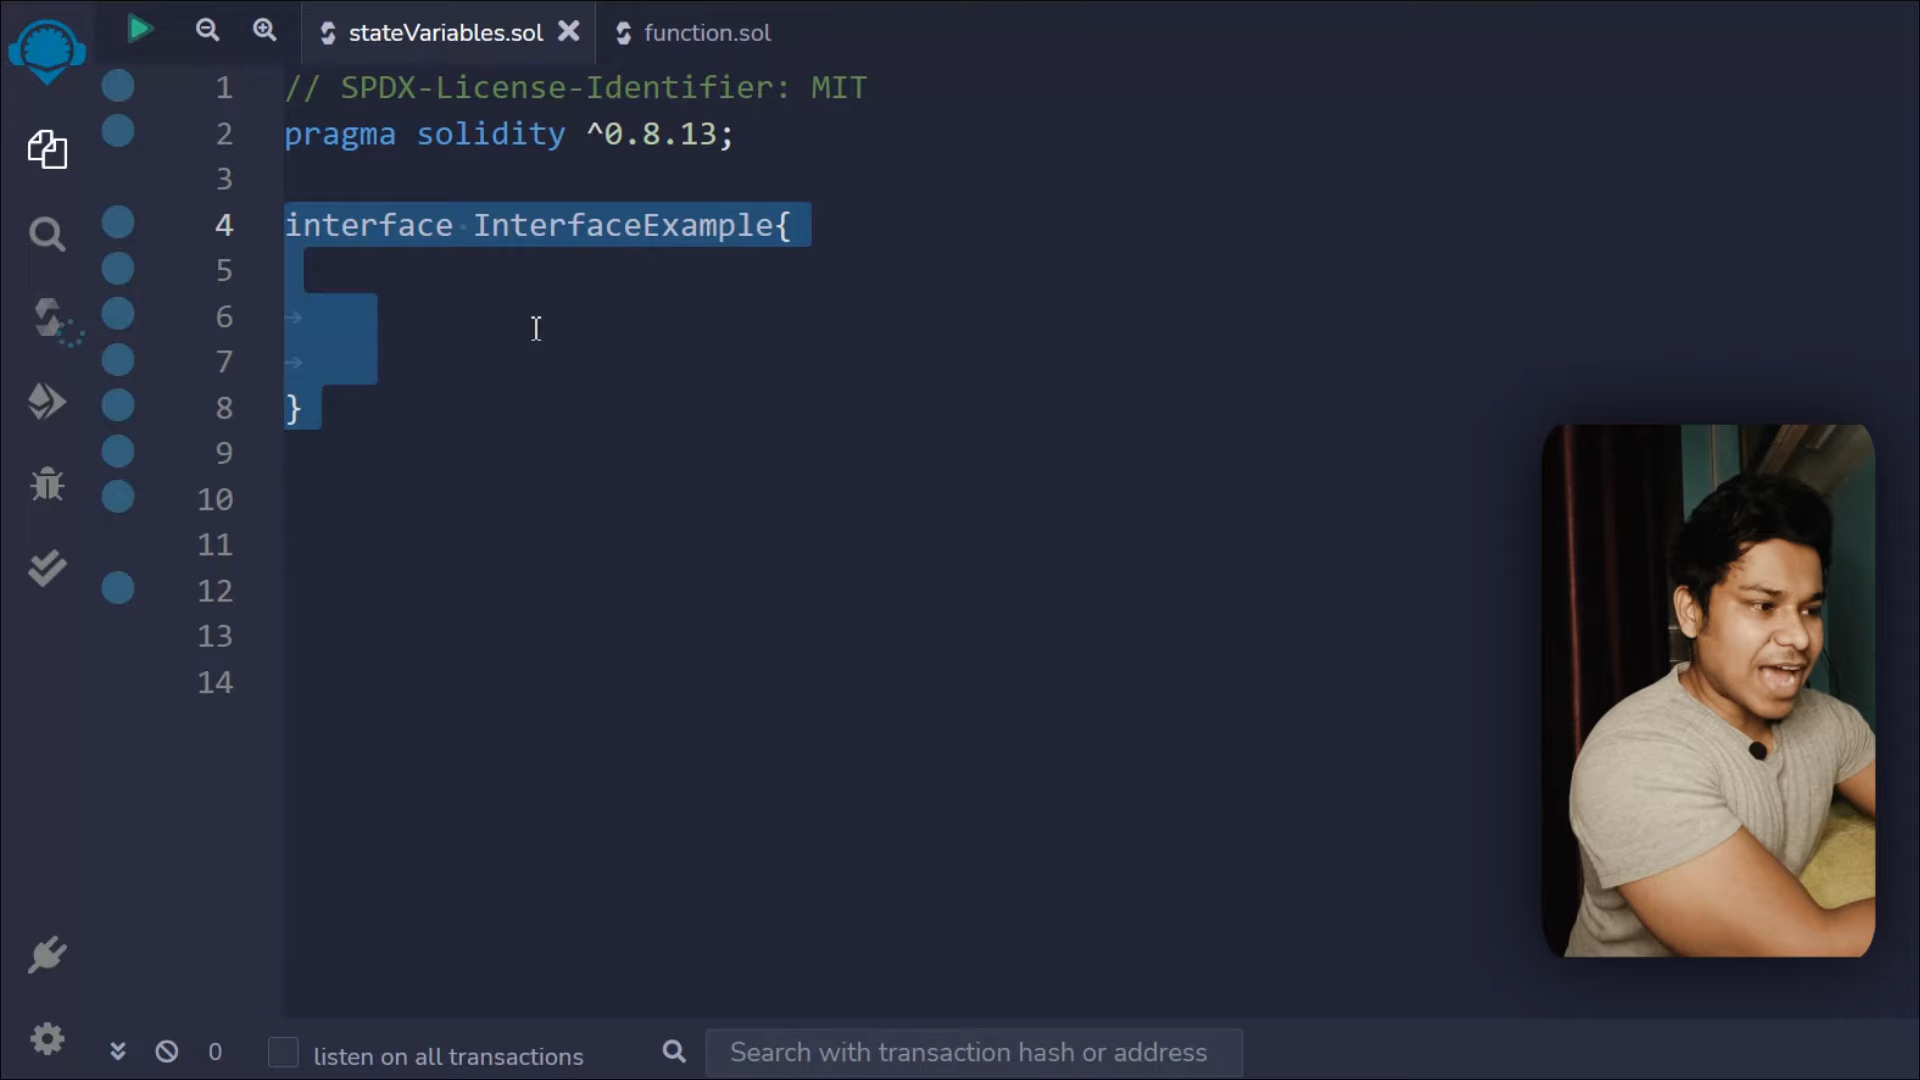 stateVariables.sol
function.sol
1 // SPDX-License-Identifier: MIT
2 pragma solidity ^0.8.13;
3
4 interface InterfaceExample{
5
6
7
8 }
9
10
11
12
13
14
0
listen on all transactions
Search with transaction hash or address